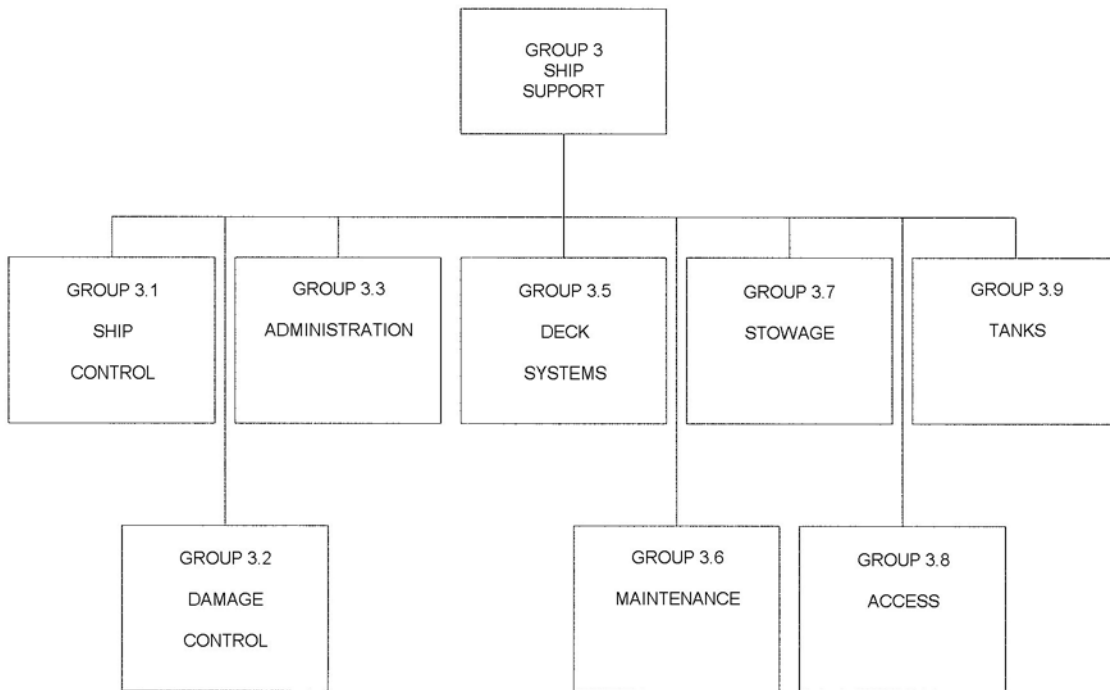 GROUP 3
SHIP
SUPPORT
GROUP 3.1
SHIP
CONTROL
GROUP 3.3
ADMINISTRATION
GROUP 3.5
DECK
SYSTEMS
GROUP 3.7
STOWAGE
GROUP 3.9
TANKS
GROUP 3.2
DAMAGE
CONTROL
GROUP 3.6
MAINTENANCE
GROUP 3.8
ACCESS